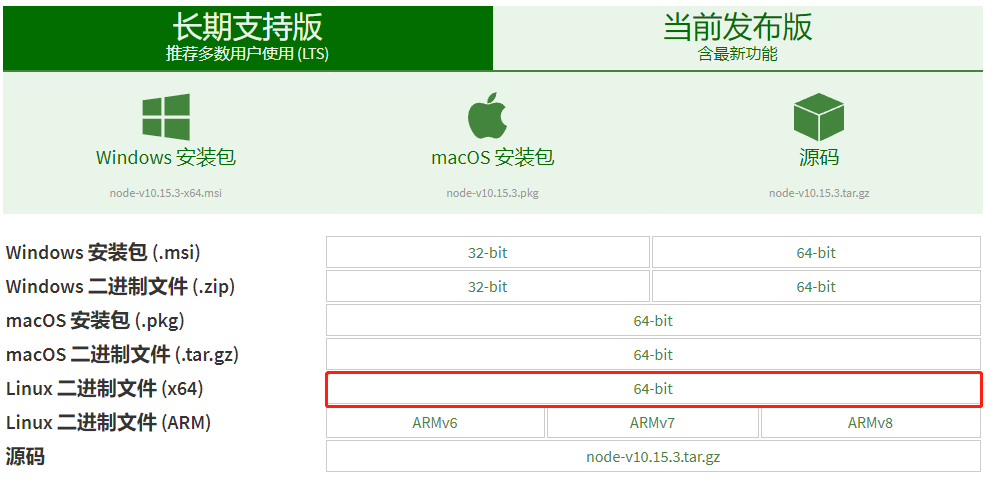 长期支持版
推荐多数用户使用 (LTS)
当前发布版
含最新功能
Windows 安装包
macOS 安装包
源码
node-v10.15.3-x64.msi
node-v10.15.3.pkg
node-v10.15.3.tar.gz
Windows 安装包 (.msi) 32-bit 64-bit
Windows 二进制文件 (.zip) 32-bit 64-bit
macOS 安装包 (.pkg) 64-bit
macOS 二进制文件 (.tar.gz) 64-bit
Linux 二进制文件 (x64) 64-bit
Linux 二进制文件 (ARM) ARMv6 ARMv7 ARMv8
源码 node-v10.15.3.tar.gz